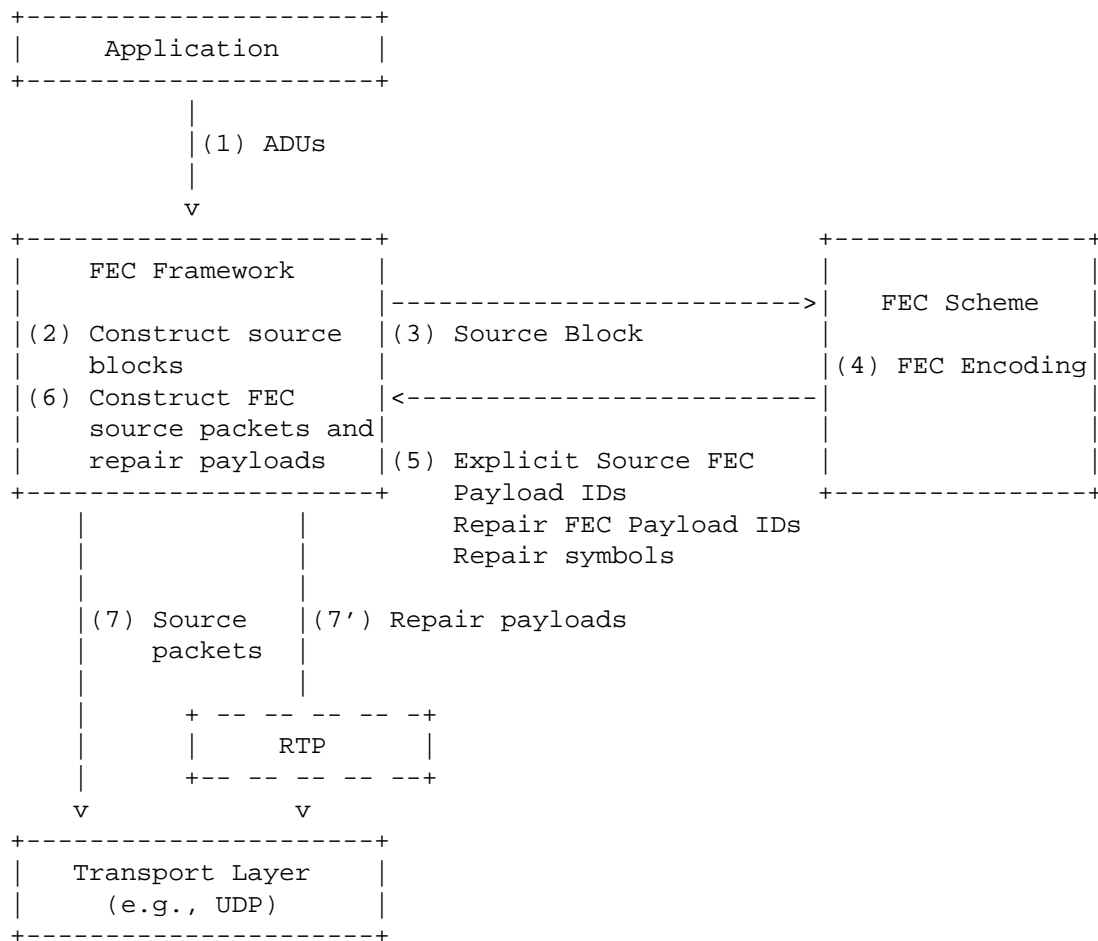 Application
(1) ADUs
FEC Framework
FEC Scheme
(2) Construct source (3) Source Block
blocks (4) FEC Encoding
(6) Construct FEC
source packets and
repair payloads (5) Explicit Source FEC
Payload IDs
Repair FEC Payload IDs
Repair symbols
(7) Source (7') Repair payloads
packets
RTP
Transport Layer
(e.g., UDP)